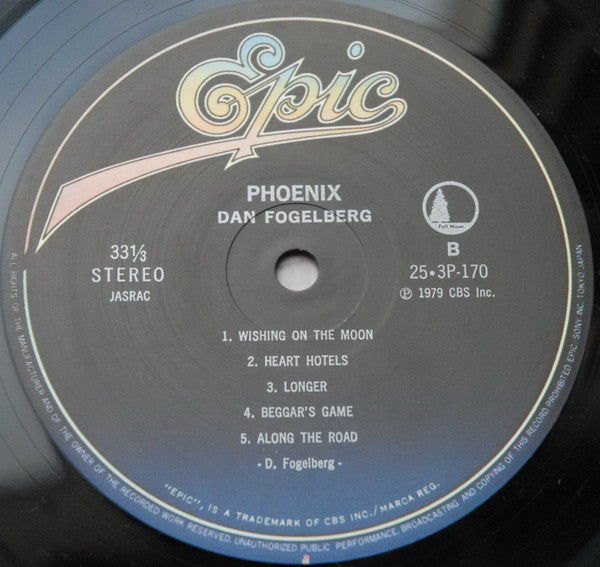 Epic
PHOENIX
DAN FOGELBERG
33⅓
STEREO
JASRAC
Full Moon
B
25・3P-170
Ⓟ 1979 CBS Inc.
1. WISHING ON THE MOON
2. HEART HOTELS
3. LONGER
4. BEGGAR'S GAME
5. ALONG THE ROAD
・D. Fogelberg・
"EPIC", IS A TRADEMARK OF CBS INC./MARCA REG.
ALL RIGHTS OF THE MANUFACTURER AND OF THE OWNER OF THE RECORDED WORK RESERVED. UNAUTHORIZED PUBLIC PERFORMANCE, BROADCASTING AND COPYING OF THIS RECORD PROHIBITED EPIC/SONY INC. TOKYO JAPAN